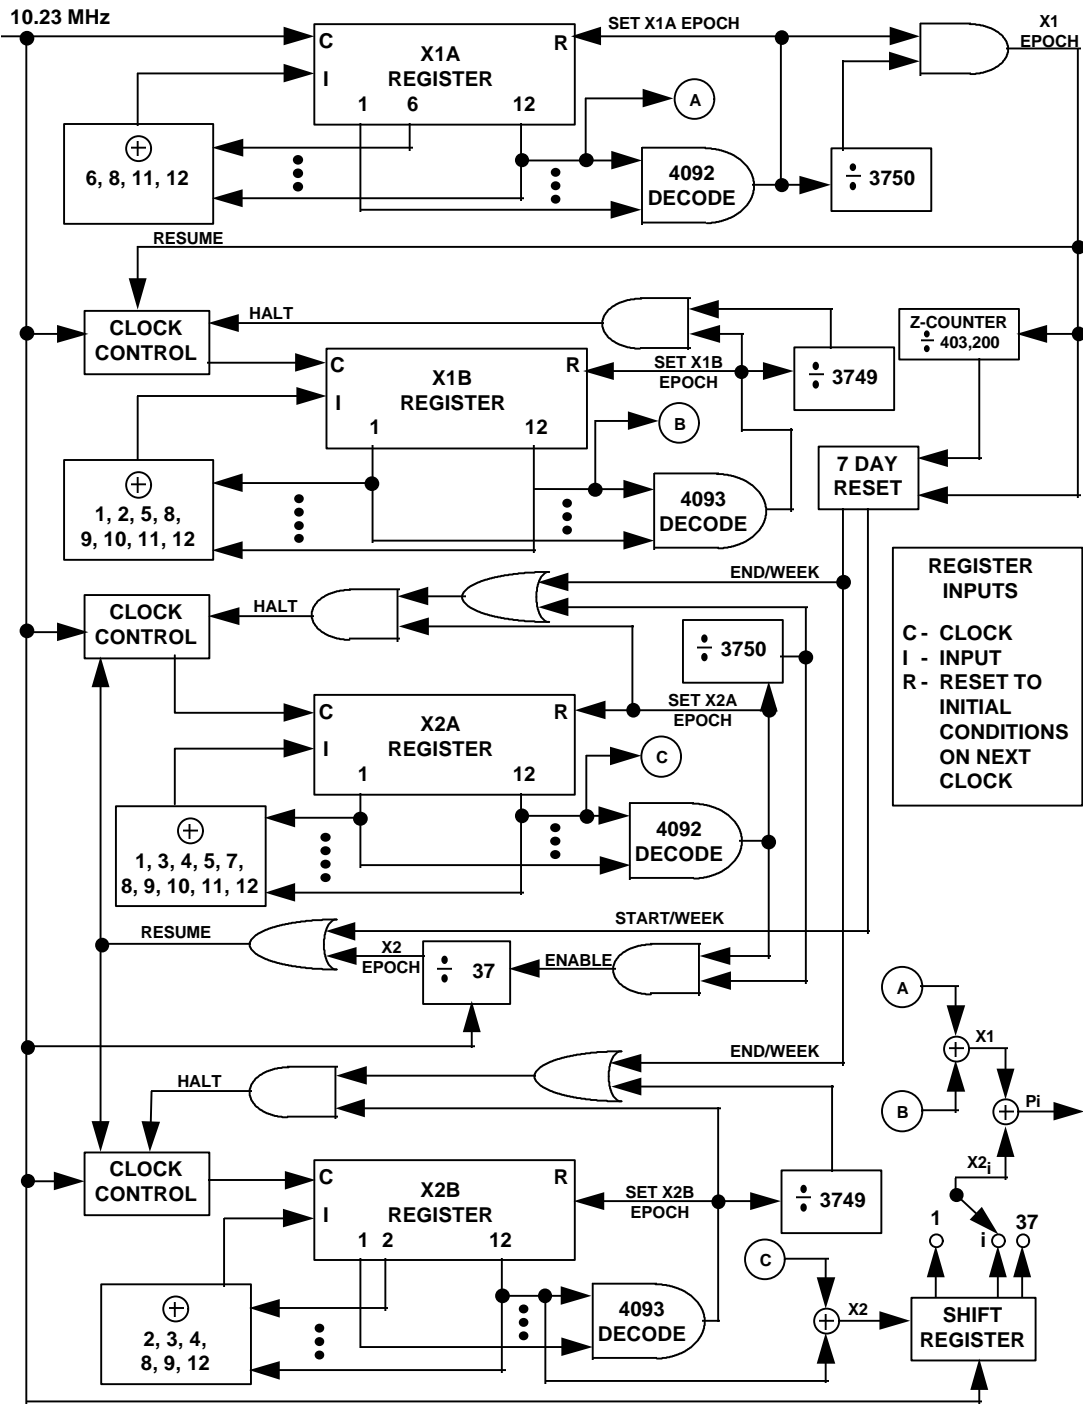 10.23 MHz
C
X1A
REGISTER
R
I
1
6
12
SET X1A EPOCH
X1
EPOCH
A
6, 8, 11, 12
4092
DECODE
÷ 3750
RESUME
CLOCK
CONTROL
HALT
Z-COUNTER
÷ 403,200
C
X1B
REGISTER
R
I
1
12
SET X1B
EPOCH
÷ 3749
B
7 DAY
RESET
1, 2, 5, 8,
9, 10, 11, 12
4093
DECODE
REGISTER
INPUTS
C - CLOCK
I - INPUT
R - RESET TO
INITIAL
CONDITIONS
ON NEXT
CLOCK
END/WEEK
CLOCK
CONTROL
HALT
÷ 3750
C
X2A
REGISTER
R
I
1
12
SET X2A
EPOCH
C
1, 3, 4, 5, 7,
8, 9, 10, 11, 12
4092
DECODE
START/WEEK
RESUME
X2
EPOCH
÷ 37
ENABLE
A
X1
B
Pi
X2i
END/WEEK
HALT
CLOCK
CONTROL
C
X2B
REGISTER
R
I
1 2
12
SET X2B
EPOCH
÷ 3749
1
i
37
C
2, 3, 4,
8, 9, 12
4093
DECODE
X2
SHIFT
REGISTER